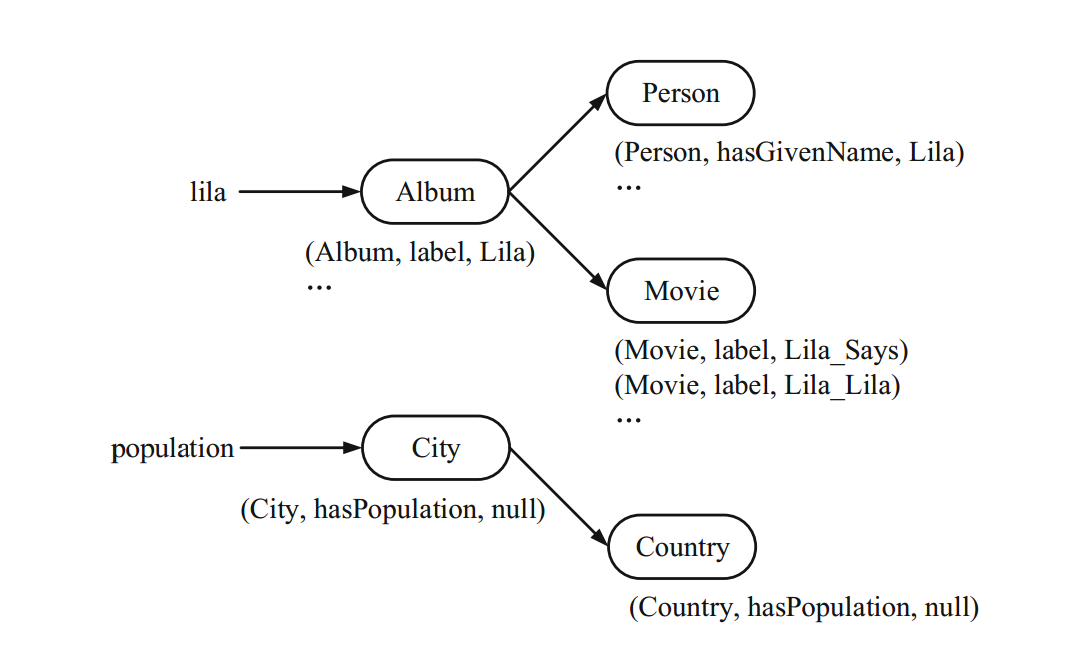 Person
(Person, hasGivenName, Lila)
...
lila
Album
(Album, label, Lila)
...
Movie
(Movie, label, Lila_Says)
(Movie, label, Lila_Lila)
...
population
City
(City, hasPopulation, null)
Country
(Country, hasPopulation, null)